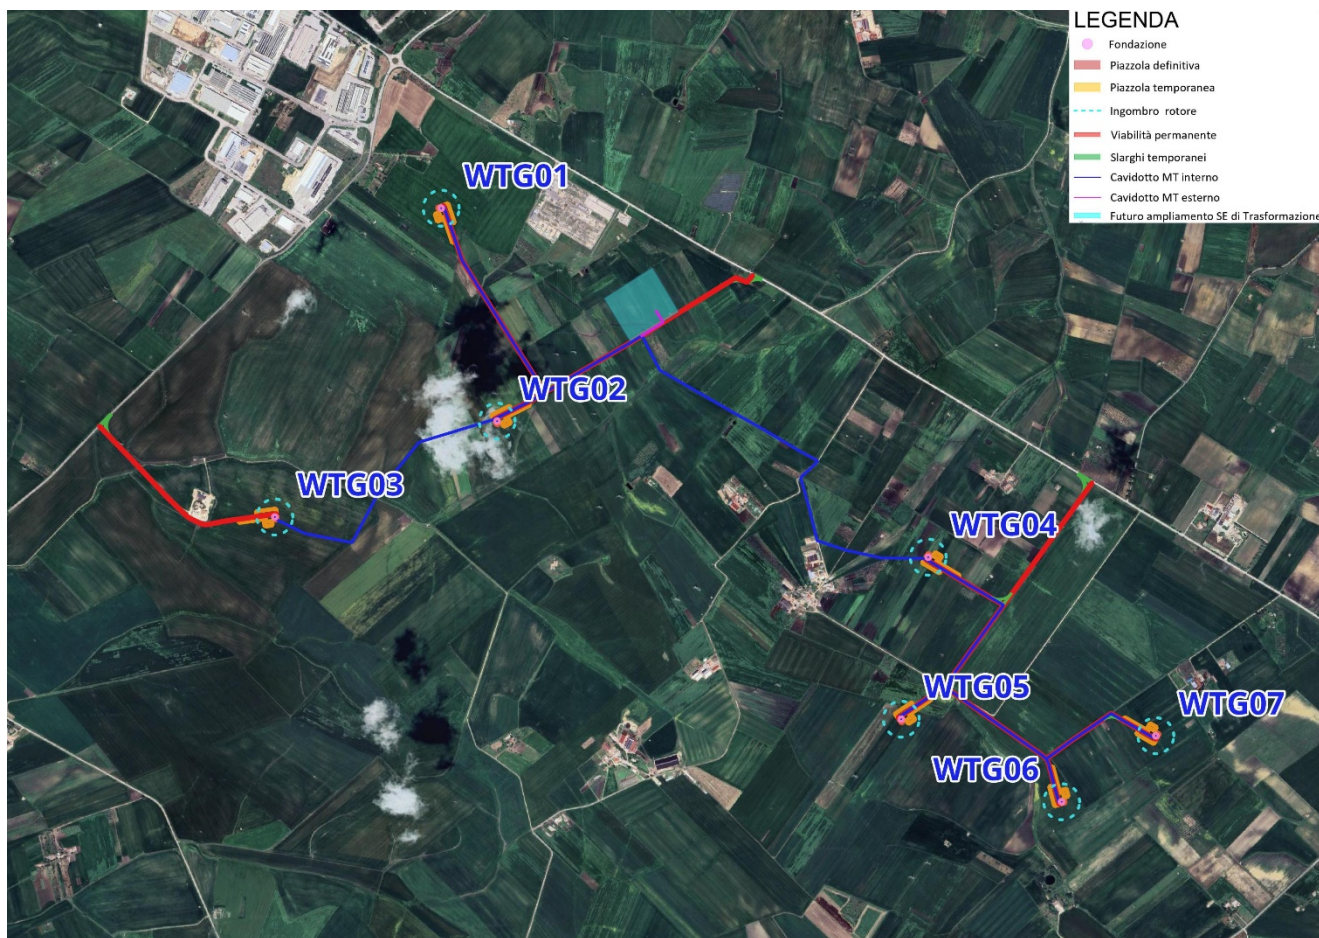 LEGENDA
Fondazione
Piazzola definitiva
Piazzola temporanea
Ingombro rotore
Viabilità permanente
Slarghi temporanei
Cavidotto MT interno
Cavidotto MT esterno
Futuro ampliamento SE di Trasformazione
WTG01
WTG02
WTG03
WTG04
WTG05
WTG07
WTG06